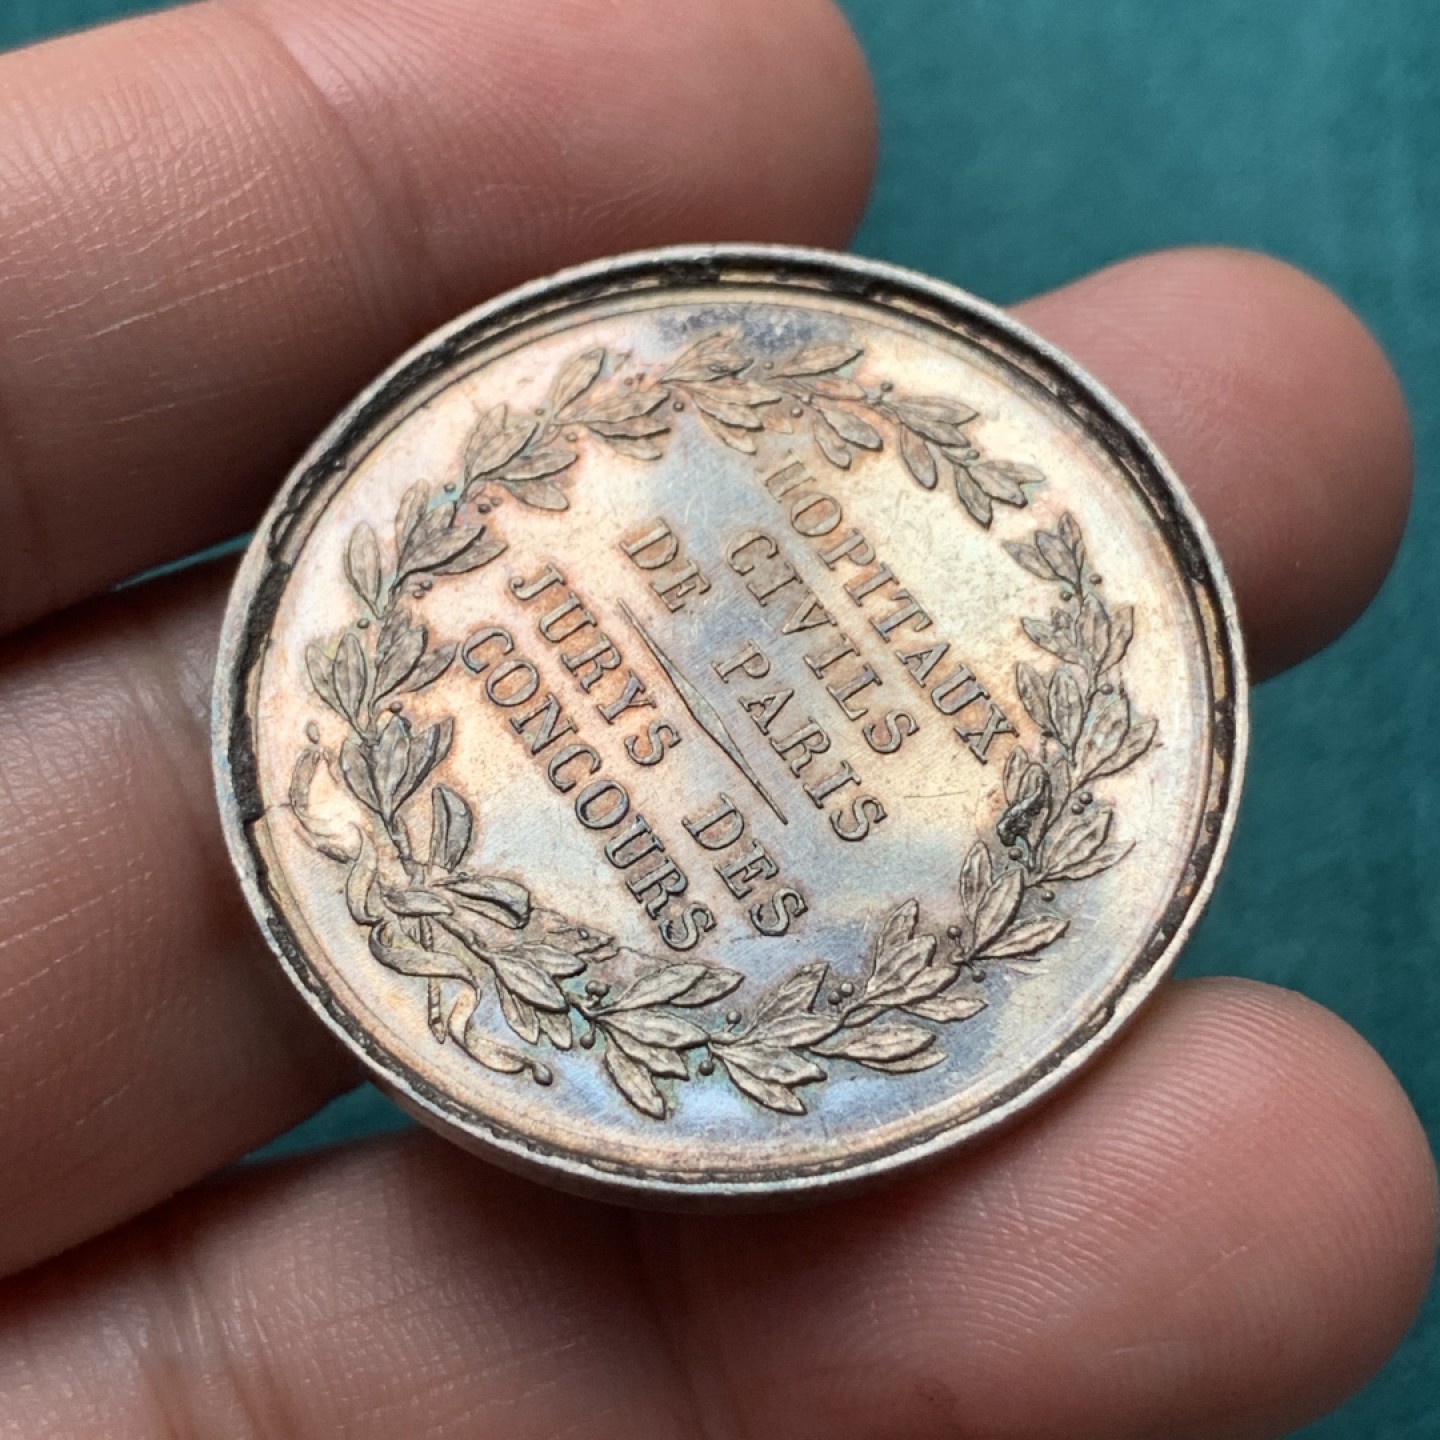 HOPITAUX
CIVILS
DE PARIS
JURYS DES
CONCOURS